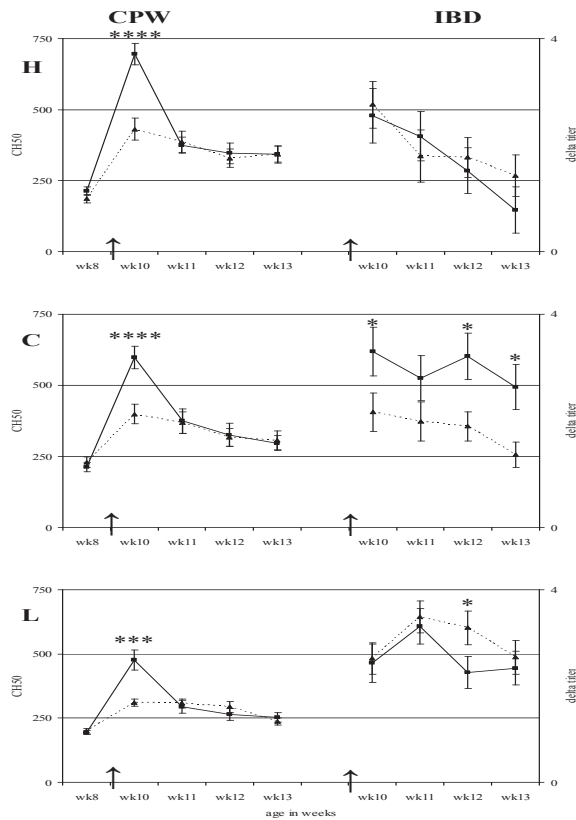 CPW IBD
H
750 **** 4
500
250
0 0
CH50
delta titer
wk8 wk10 wk11 wk12 wk13 wk10 wk11 wk12 wk13
C
750 **** * * * 4
500
250
0 0
CH50
delta titer
wk8 wk10 wk11 wk12 wk13 wk10 wk11 wk12 wk13
L
750 *** * 4
500
250
0 0
CH50
delta titer
wk8 wk10 wk11 wk12 wk13 wk10 wk11 wk12 wk13
age in weeks